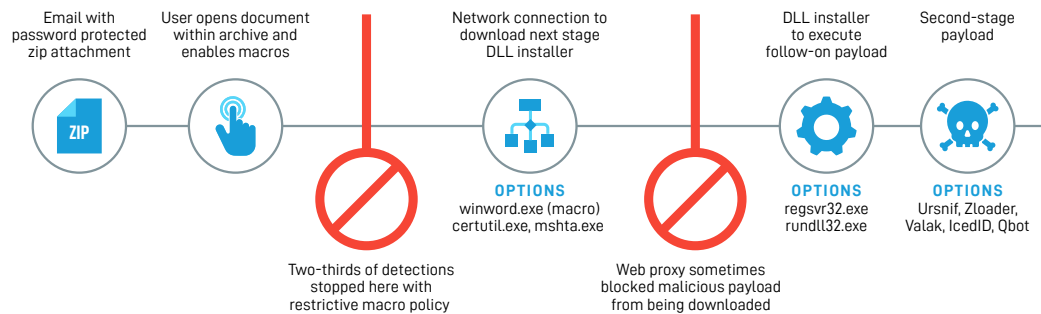 Email with
password protected
zip attachment
ZIP
User opens document
within archive and
enables macros
Two-thirds of detections
stopped here with
restrictive macro policy
Network connection to
download next stage
DLL installer
OPTIONS
winword.exe (macro)
certutil.exe, mshta.exe
Web proxy sometimes
blocked malicious payload
from being downloaded
DLL installer
to execute
follow-on payload
OPTIONS
regsvr32.exe
rundll32.exe
Second-stage
payload
OPTIONS
Ursnif, Zloader,
Valak, IcedID, Qbot